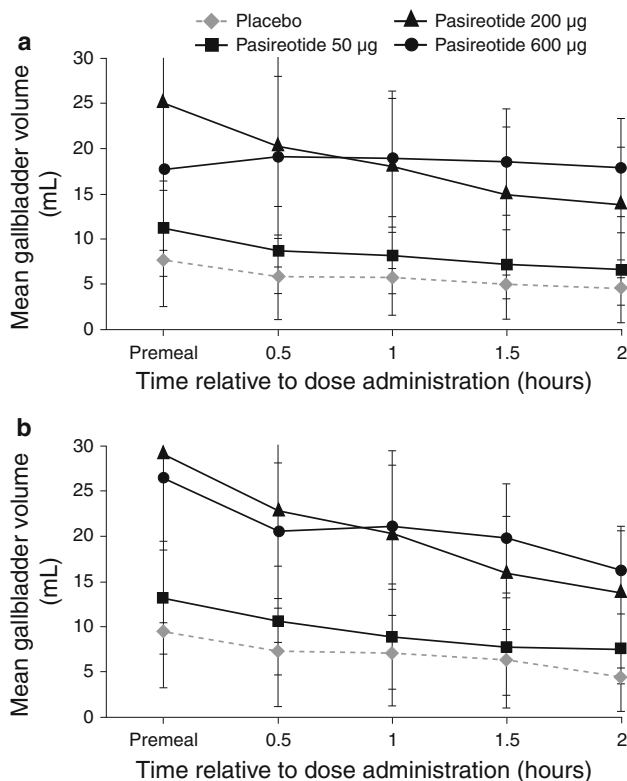 Placebo
Pasireotide 200 µg
Pasireotide 50 µg
Pasireotide 600 µg
a
30
25
20
15
10
5
0
Mean gallbladder volume
(mL)
Premeal 0.5 1 1.5 2
Time relative to dose administration (hours)
b
30
25
20
15
10
5
0
Mean gallbladder volume
(mL)
Premeal 0.5 1 1.5 2
Time relative to dose administration (hours)